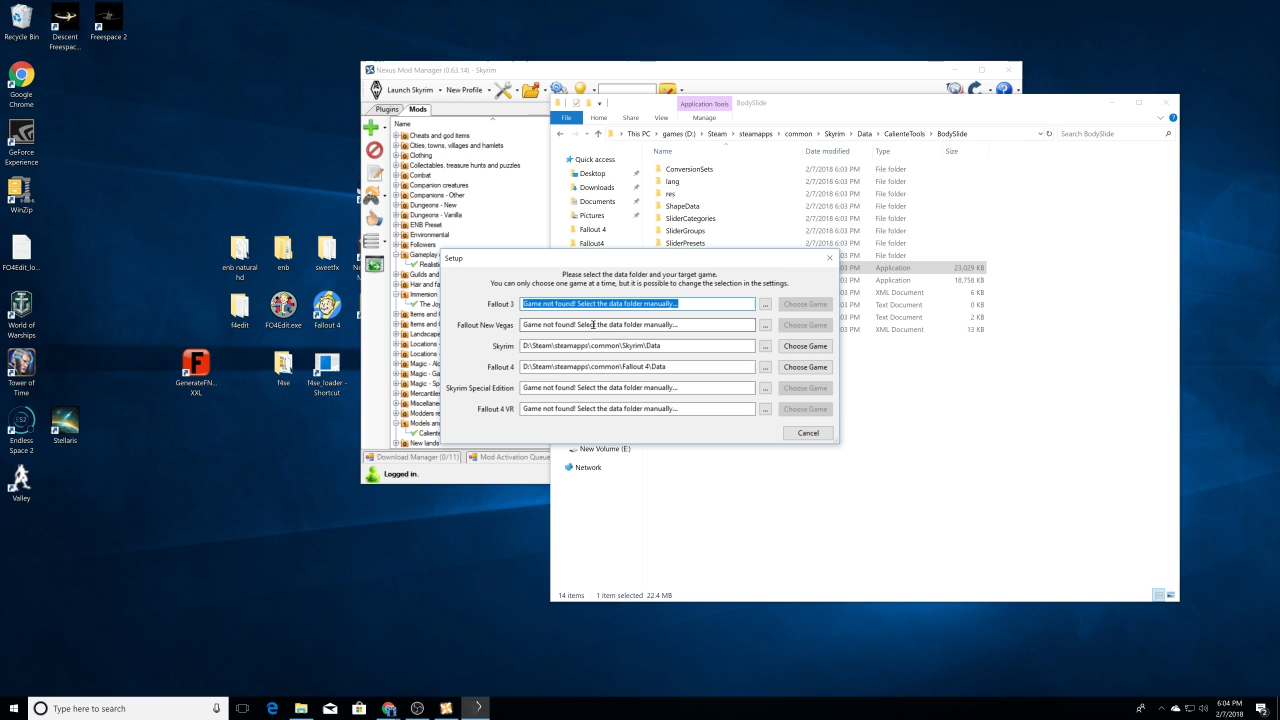 Recycle Bin
Descent
Freespac...
Freespace 2
Google
Chrome
GeForce
Experience
WinZip
FO4Edit_Jo...
World of
Warships
Tower of
Time
Endless
Space 2
Stellaris
Valley
enb natural
enb
sweetfx
f4edit
FO4Edit.exe
Fallout4
GenerateFN...
XXL
f4se
f4se_loader -
Shortcut
Nexus Mod Manager (0.63.14) - Skyrim
Launch Skyrim
New Profile
Plugins
Mods
Name
Cheats and god items
Cities, towns, villages and hamlets
Clothing
Collectables, treasure hunts and puzzles
Combat
Companion creatures
Companions - Other
Dungeons - New
Dungeons - Vanilla
ENB Preset
Environmental
Followers
Gameplay
Realisti
Guilds and
Hair and fa
Immersion
The Joy
Items and
Items and
Landscape
Locations -
Locations -
Magic - Al
Magic - Ga
Magic - Sp
Mercantile
Miscellane
Modders re
Models an
Caliente
New lands
Download Manager (0/11)
Mod Activation Queue
Logged in.
Application Tools
BodySlide
File
Home
Share
View
Manage
This PC
games (D:)
Steam
steamapps
common
Skyrim
Data
CalienteTools
BodySlide
Search BodySlide
Quick access
Desktop
Downloads
Documents
Pictures
Fallout 4
Fallout4
New Volume (E:)
Network
Name
Date modified
Type
Size
ConversionSets
2/7/2018 6:03 PM
File folder
lang
2/7/2018 6:03 PM
File folder
res
2/7/2018 6:03 PM
File folder
ShapeData
2/7/2018 6:03 PM
File folder
SliderCategories
2/7/2018 6:03 PM
File folder
SliderGroups
2/7/2018 6:03 PM
File folder
SliderPresets
2/7/2018 6:03 PM
File folder
:03 PM
File folder
:03 PM
Application
23,029 KB
:03 PM
Application
18,758 KB
:03 PM
XML Document
6 KB
:03 PM
Text Document
0 KB
:03 PM
Text Document
2 KB
:03 PM
XML Document
13 KB
14 items
1 item selected 22.4 MB
Setup
Please select the data folder and your target game.
You can only choose one game at a time, but it is possible to change the selection in the settings.
Fallout 3
Game not found! Select the data folder manually...
...
Choose Game
Fallout New Vegas
Game not found! Select the data folder manually...
...
Choose Game
Skyrim
D:\Steam\steamapps\common\Skyrim\Data
...
Choose Game
Fallout 4
D:\Steam\steamapps\common\Fallout 4\Data
...
Choose Game
Skyrim Special Edition
Game not found! Select the data folder manually...
...
Choose Game
Fallout 4 VR
Game not found! Select the data folder manually...
...
Choose Game
Cancel
Type here to search
6:04 PM
2/7/2018
2